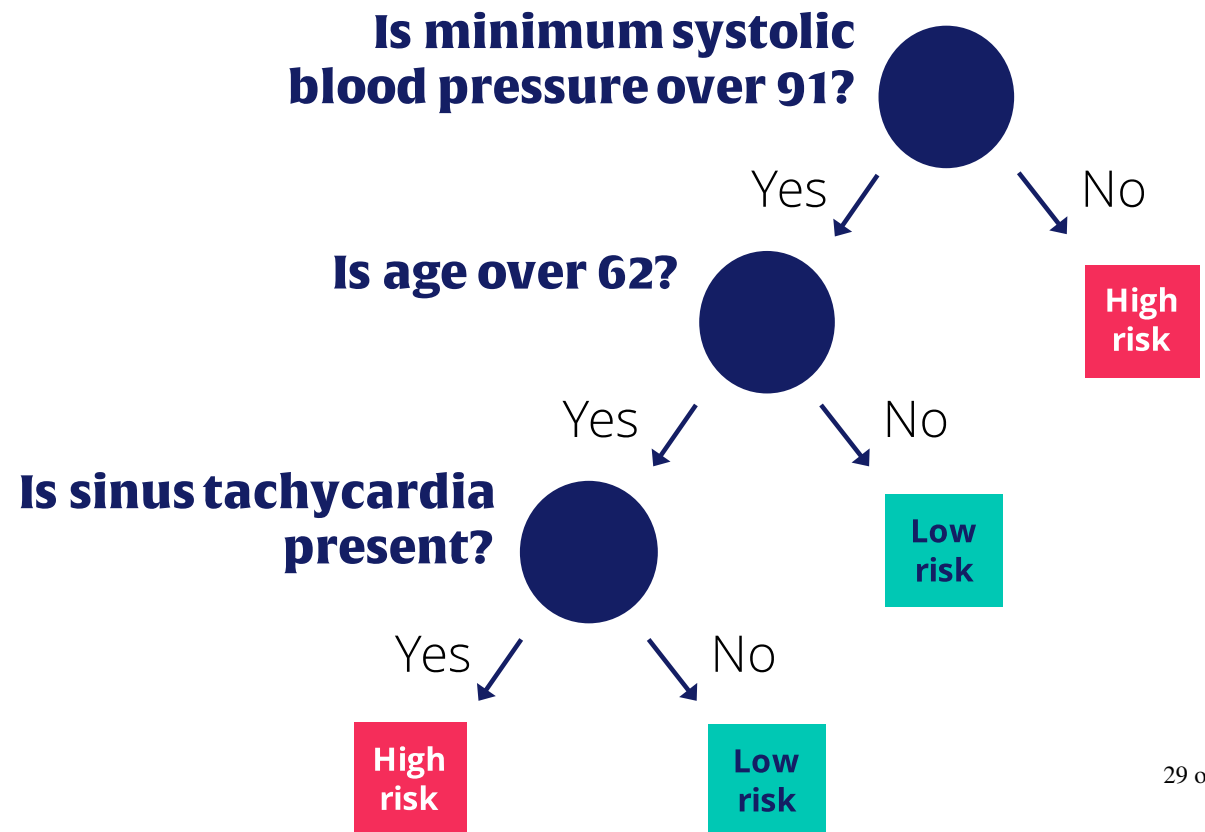 Is minimum systolic
blood pressure over 91?
Yes
No
Is age over 62?
High
risk
Yes
No
Is sinus tachycardia
present?
Low
risk
Yes
No
High
risk
Low
risk
29 o